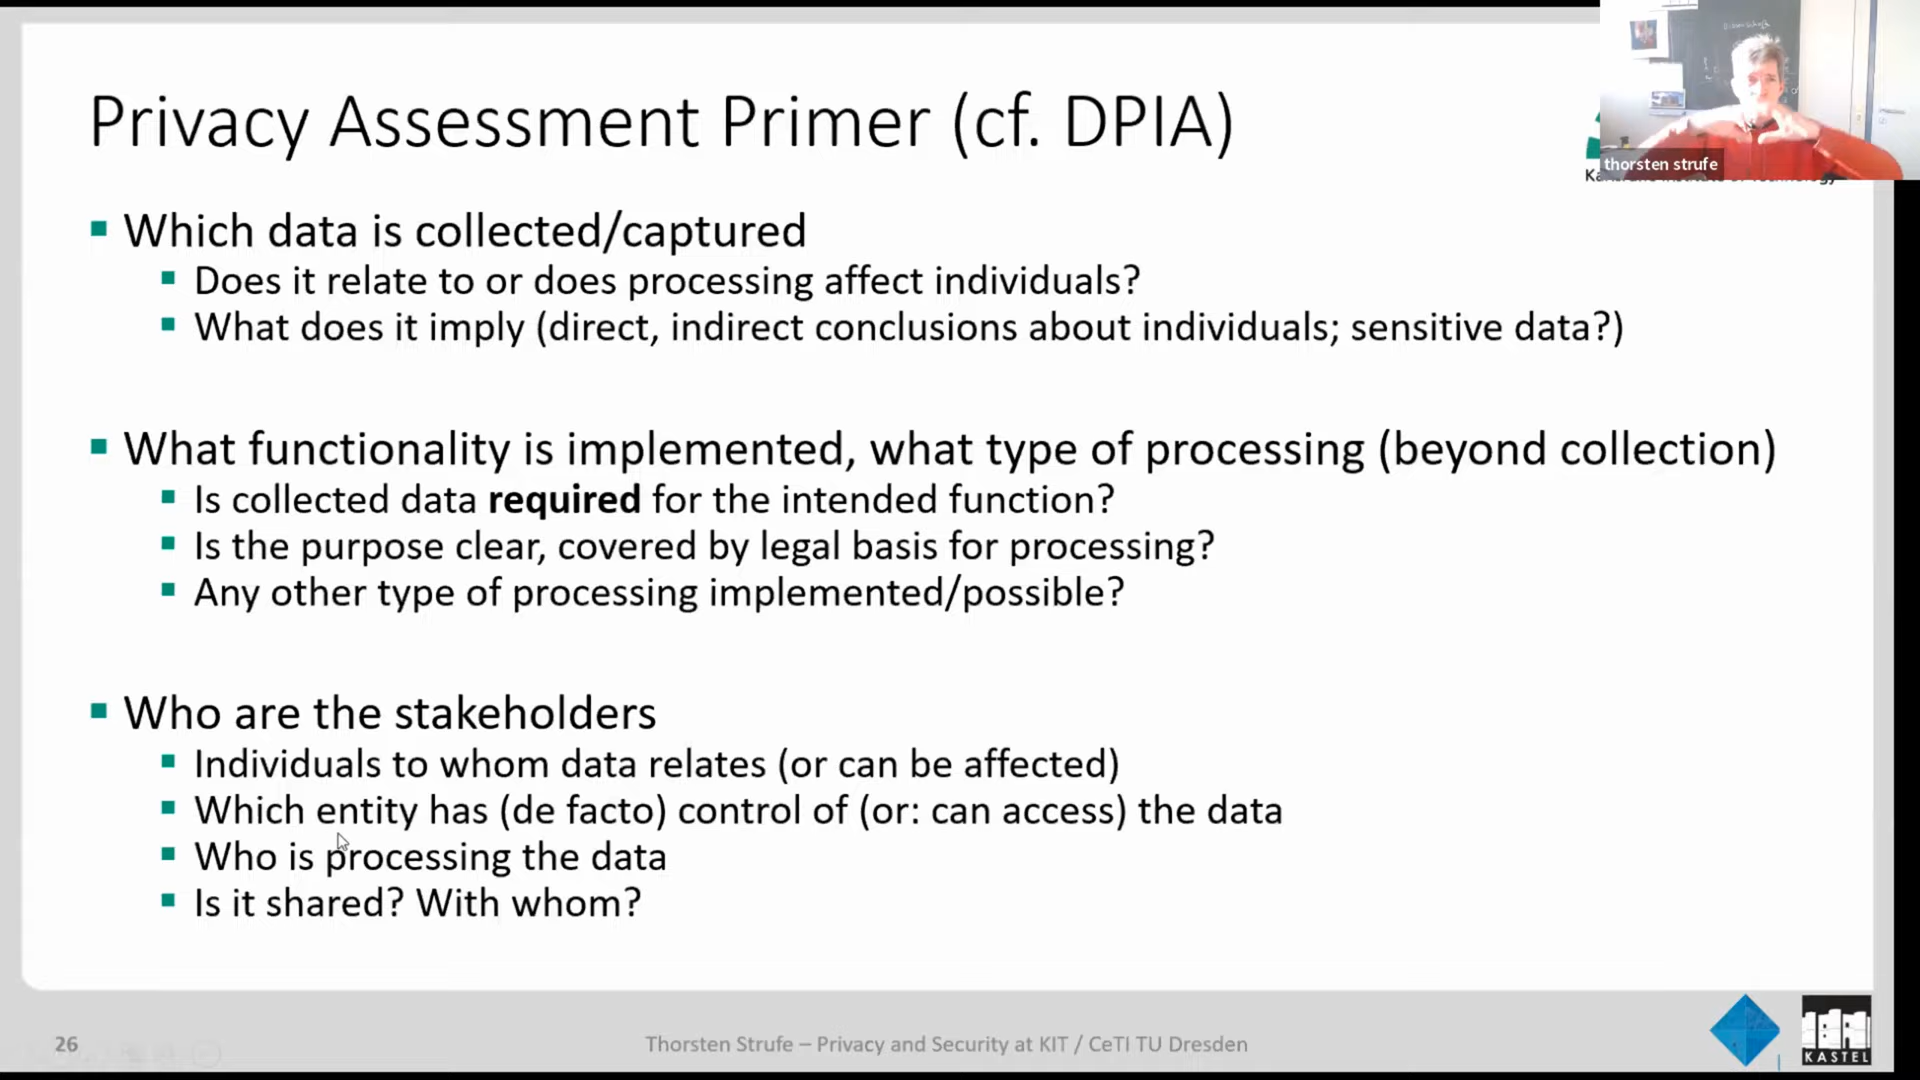 Privacy Assessment Primer (cf. DPIA)
thorsten strufe
Which data is collected/captured
Does it relate to or does processing affect individuals?
What does it imply (direct, indirect conclusions about individuals; sensitive data?)
What functionality is implemented, what type of processing (beyond collection)
Is collected data required for the intended function?
Is the purpose clear, covered by legal basis for processing?
Any other type of processing implemented/possible?
Who are the stakeholders
Individuals to whom data relates (or can be affected)
Which entity has (de facto) control of (or: can access) the data
Who is processing the data
Is it shared? With whom?
26
Thorsten Strufe – Privacy and Security at KIT / CeTI TU Dresden
KASTEL